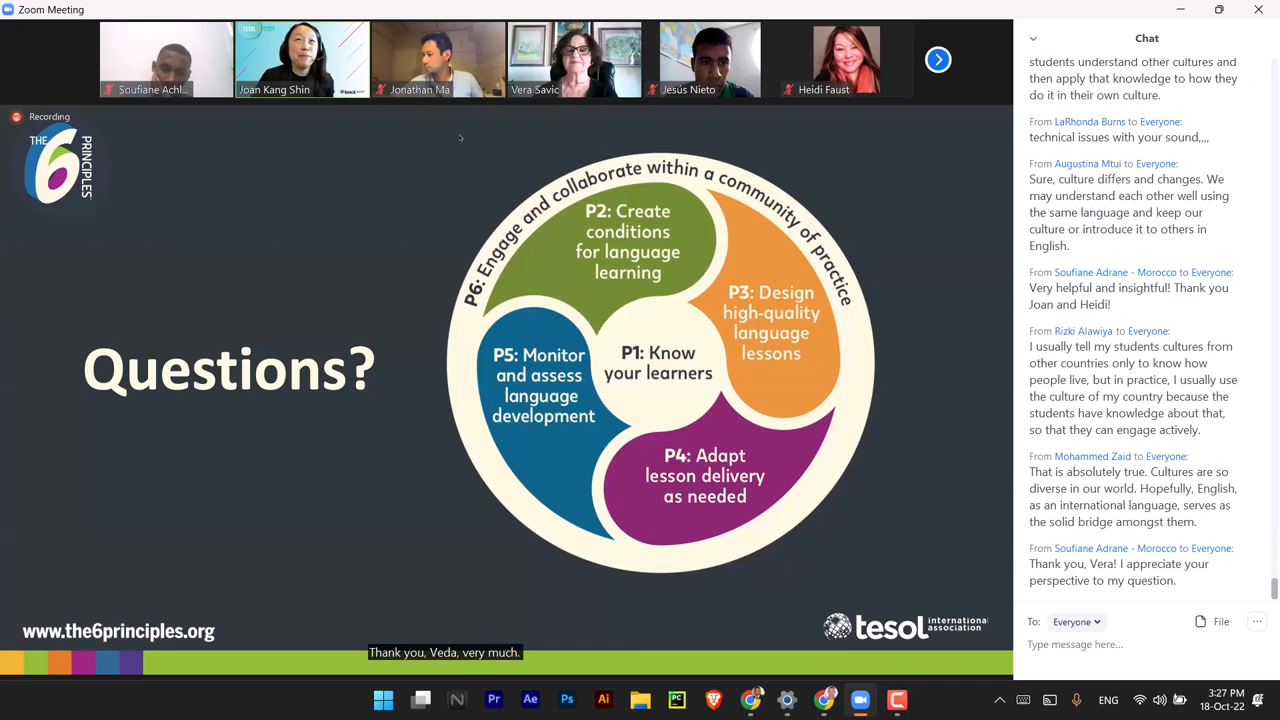 Zoom Meeting
Soufiane Achl...
Joan Kang Shin
Jonathan Ma
Vera Savic
Jesús Nieto
Heidi Faust
Recording
THE
6
PRINCIPLES
Questions?
P6: Engage and collaborate within a community of practice
P2: Create
conditions
for language
learning
P3: Design
high-quality
language
lessons
P1: Know
your learners
P5: Monitor
and assess
language
development
P4: Adapt
lesson delivery
as needed
www.the6principles.org
tesol international
association
Thank you, Veda, very much.
Chat
students understand other cultures and
then apply that knowledge to how they
do it in their own culture.
From LaRhonda Burns to Everyone:
technical issues with your sound,,,,
From Augustina Mtui to Everyone:
Sure, culture differs and changes. We
may understand each other well using
the same language and keep our
culture or introduce it to others in
English.
From Soufiane Adrane - Morocco to Everyone:
Very helpful and insightful! Thank you
Joan and Heidi!
From Rizki Alawiya to Everyone:
I usually tell my students cultures from
other countries only to know how
people live, but in practice, I usually use
the culture of my country because the
students have knowledge about that,
so that they can engage actively.
From Mohammed Zaid to Everyone:
That is absolutely true. Cultures are so
diverse in our world. Hopefully, English,
as an international language, serves as
the solid bridge amongst them.
From Soufiane Adrane - Morocco to Everyone:
Thank you, Vera! I appreciate your
perspective to my question.
To: Everyone
File
Type message here...
Pr
Ae
Ps
Ai
PC
ENG
3:27 PM
18-Oct-22